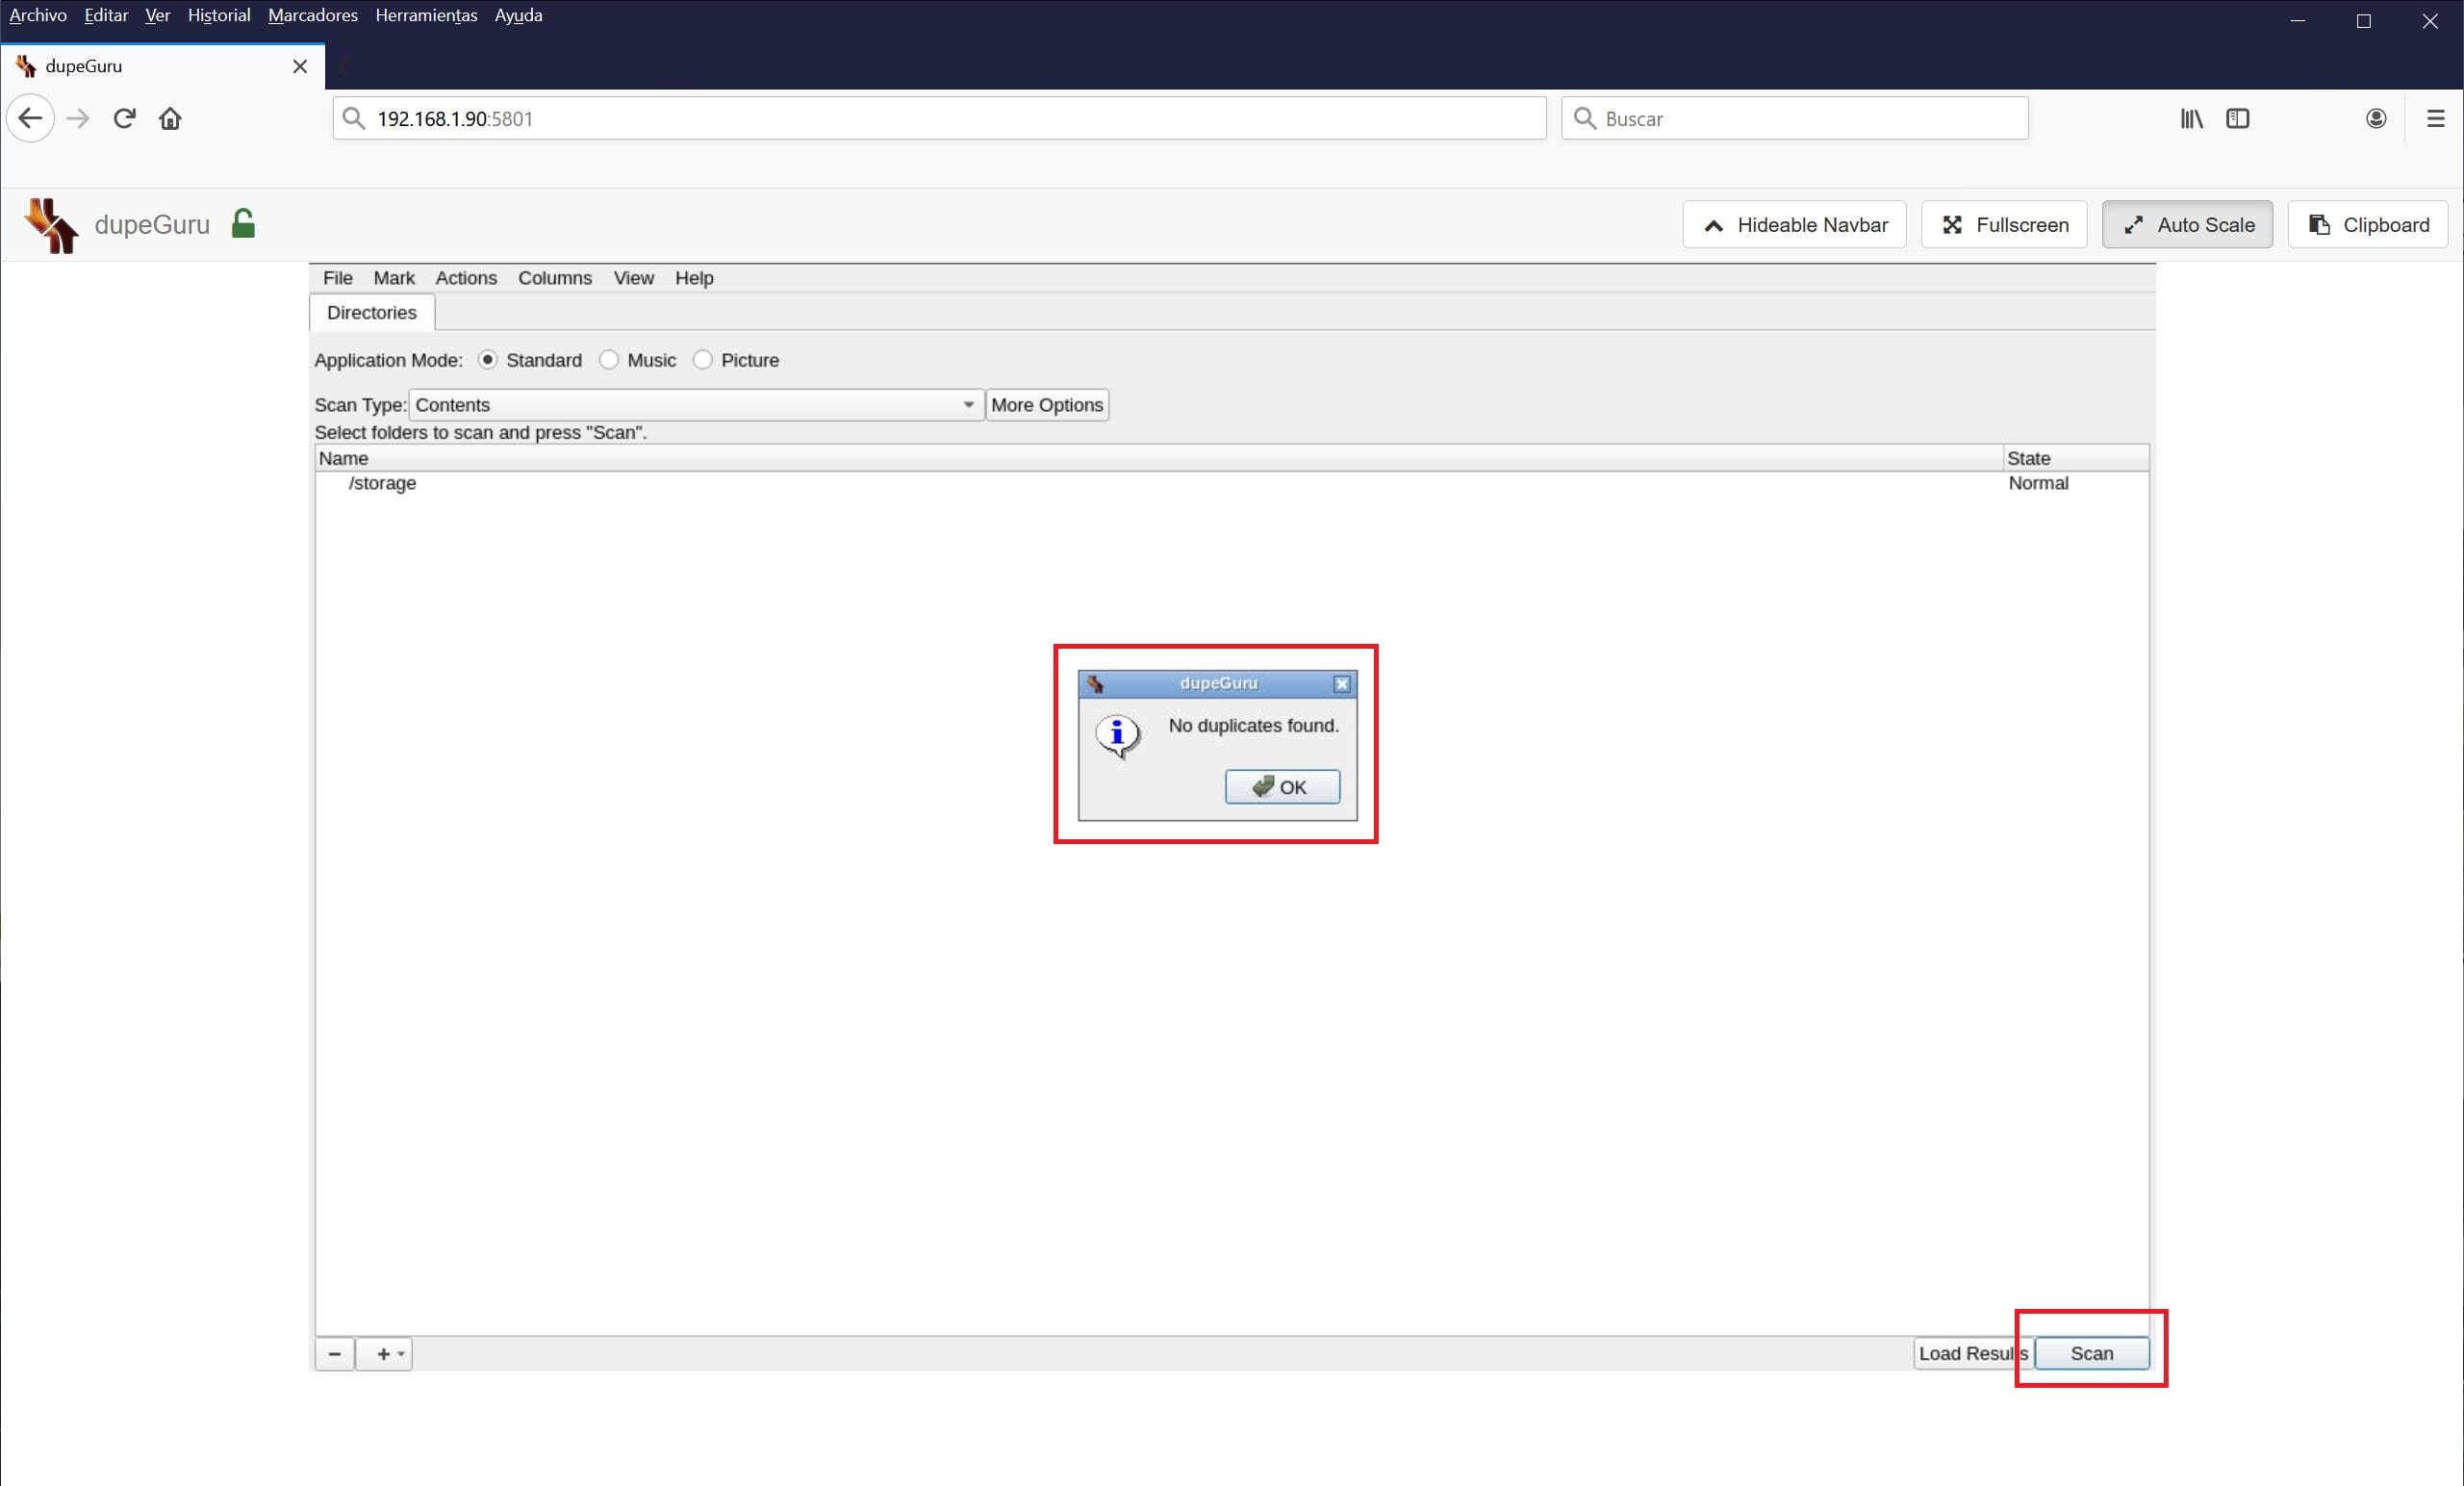 Archivo Editar Ver Historial Marcadores Herramientas Ayuda
dupeGuru
192.168.1.90:5801
Buscar
dupeGuru
Hideable Navbar
Fullscreen
Auto Scale
Clipboard
File Mark Actions Columns View Help
Directories
Application Mode: Standard Music Picture
Scan Type: Contents More Options
Select folders to scan and press "Scan".
Name State
/storage Normal
dupeGuru
No duplicates found.
OK
Load Results Scan